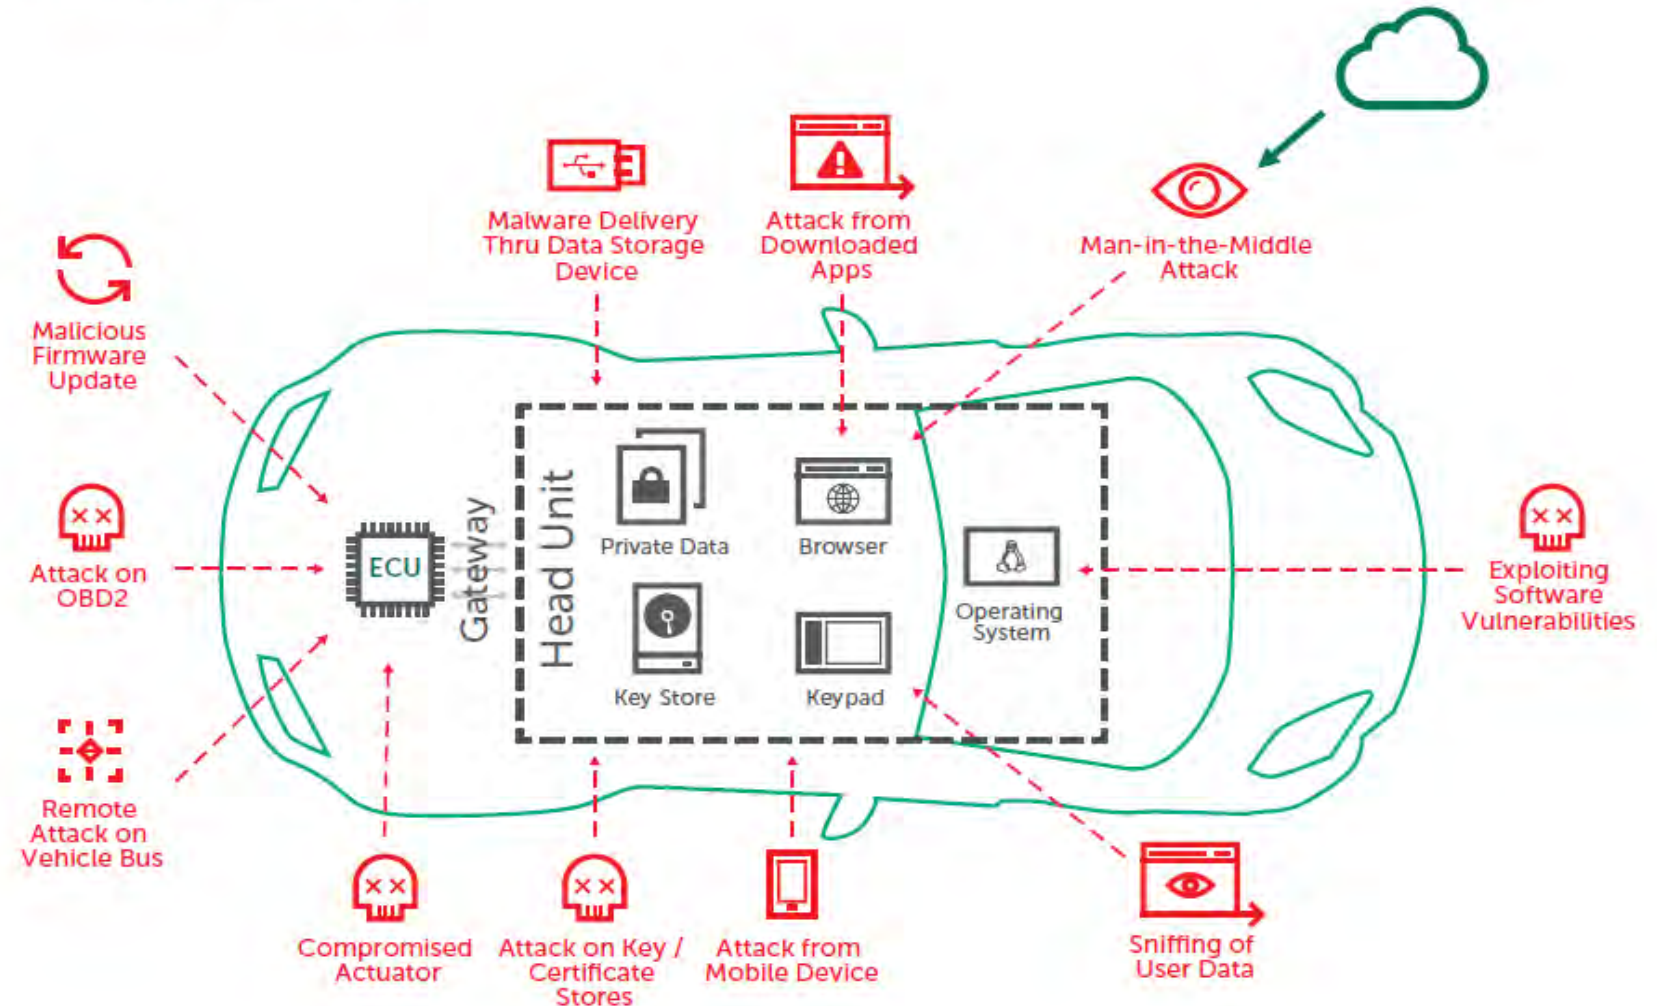 Malware Delivery
Thru Data Storage
Device
Attack from
Downloaded
Apps
Man-in-the-Middle
Attack
Malicious
Firmware
Update
Attack on
OBD2
Remote
Attack on
Vehicle Bus
ECU
Gateway
Head Unit
Private Data
Browser
Key Store
Keypad
Operating
System
Exploiting
Software
Vulnerabilities
Compromised
Actuator
Attack on Key /
Certificate
Stores
Attack from
Mobile Device
Sniffing of
User Data